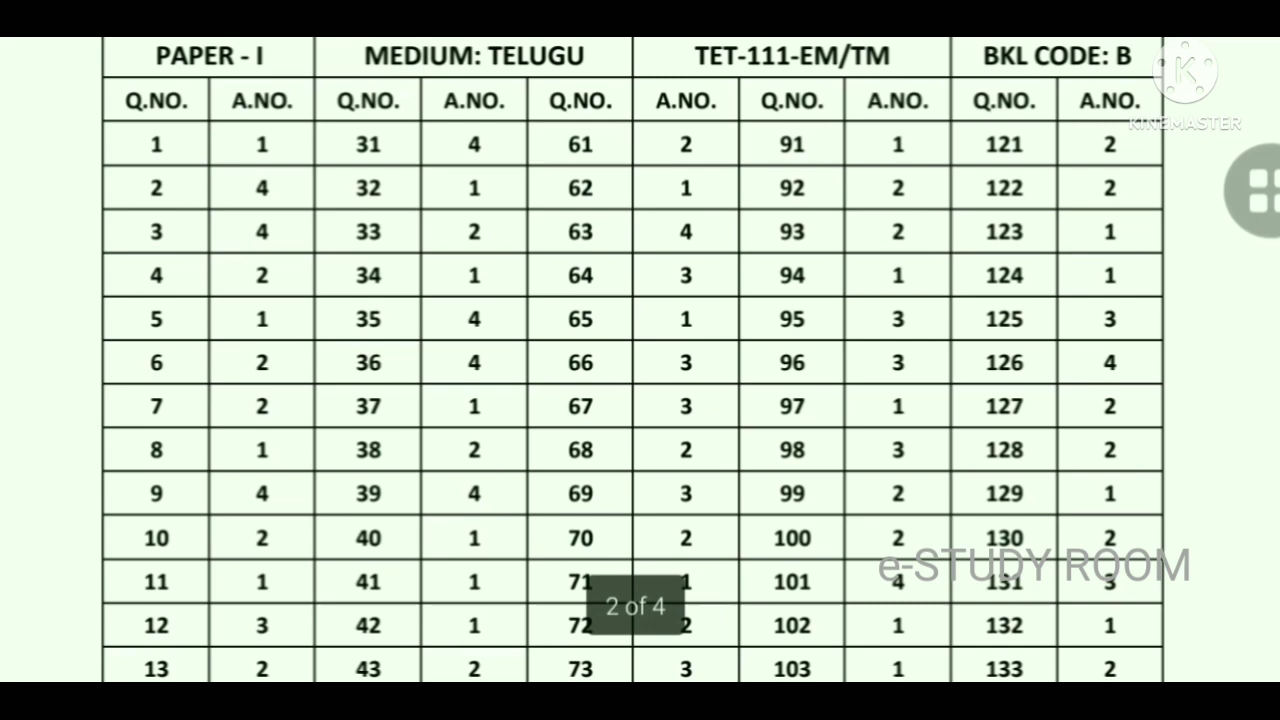 PAPER - I MEDIUM: TELUGU TET-111-EM/TM BKL CODE: B
KINEMASTER
Q.NO. A.NO. Q.NO. A.NO. Q.NO. A.NO. Q.NO. A.NO. Q.NO. A.NO.
1 1 31 4 61 2 91 1 121 2
2 4 32 1 62 1 92 2 122 2
3 4 33 2 63 4 93 2 123 1
4 2 34 1 64 3 94 1 124 1
5 1 35 4 65 1 95 3 125 3
6 2 36 4 66 3 96 3 126 4
7 2 37 1 67 3 97 1 127 2
8 1 38 2 68 2 98 3 128 2
9 4 39 4 69 3 99 2 129 1
10 2 40 1 70 2 100 2 130 2
e-STUDY ROOM
11 1 41 1 71 1 101 4 131 3
2 of 4
12 3 42 1 72 2 102 1 132 1
13 2 43 2 73 3 103 1 133 2